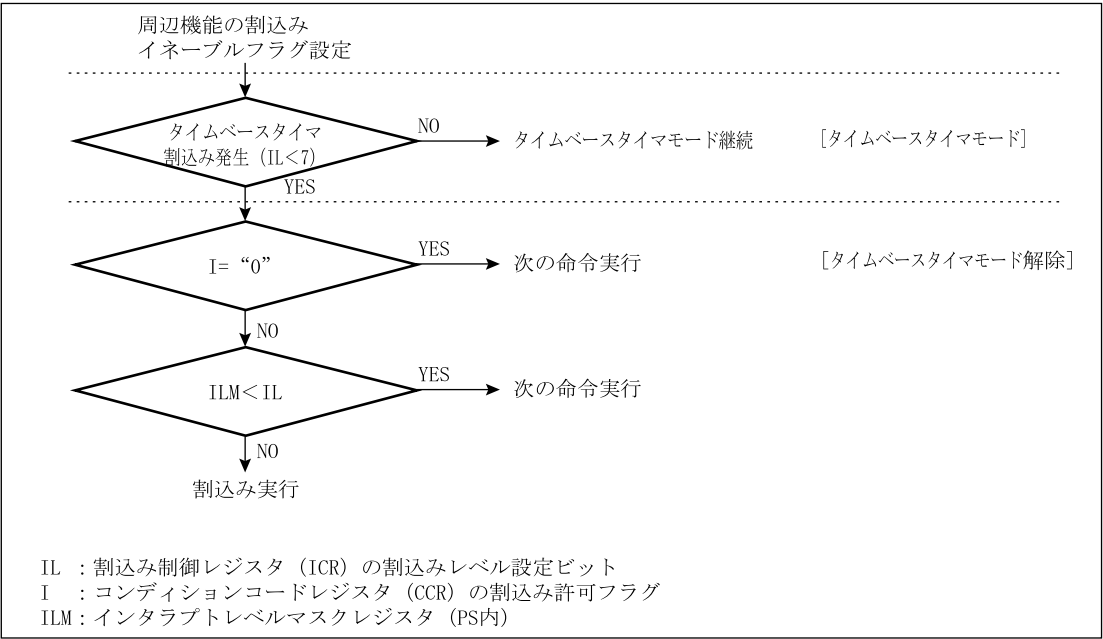 周辺機能の割込み
イネーブルフラグ設定
タイムベースタイマ
割込み発生（IL＜7）
NO
タイムベースタイマモード継続
［タイムベースタイマモード］
YES
I= “0”
YES
次の命令実行
［タイムベースタイマモード解除］
NO
ILM＜IL
YES
次の命令実行
NO
割込み実行
IL ：割込み制御レジスタ（ICR）の割込みレベル設定ビット
I ：コンディションコードレジスタ（CCR）の割込み許可フラグ
ILM：インタラプトレベルマスクレジスタ（PS内）